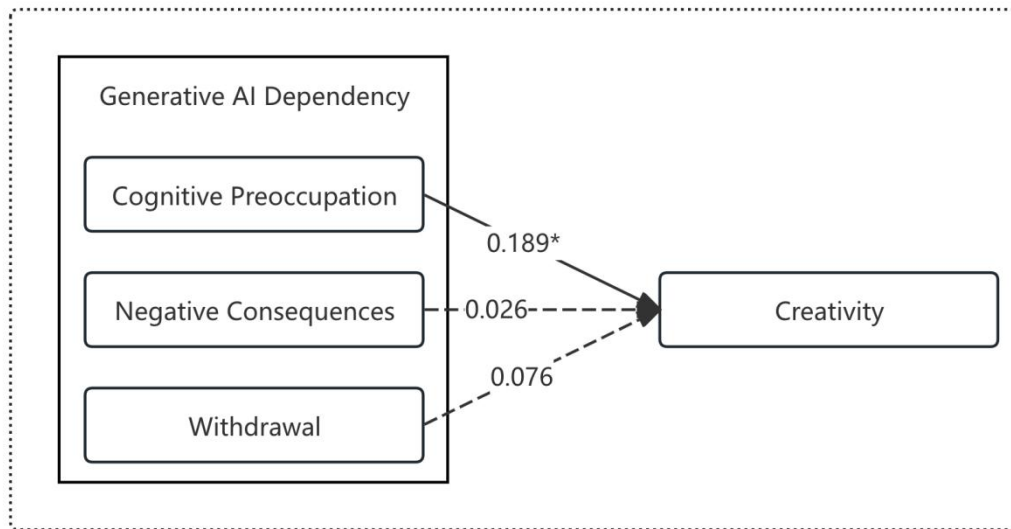 Generative AI Dependency
Cognitive Preoccupation
0.189*
Negative Consequences
0.026
Creativity
0.076
Withdrawal